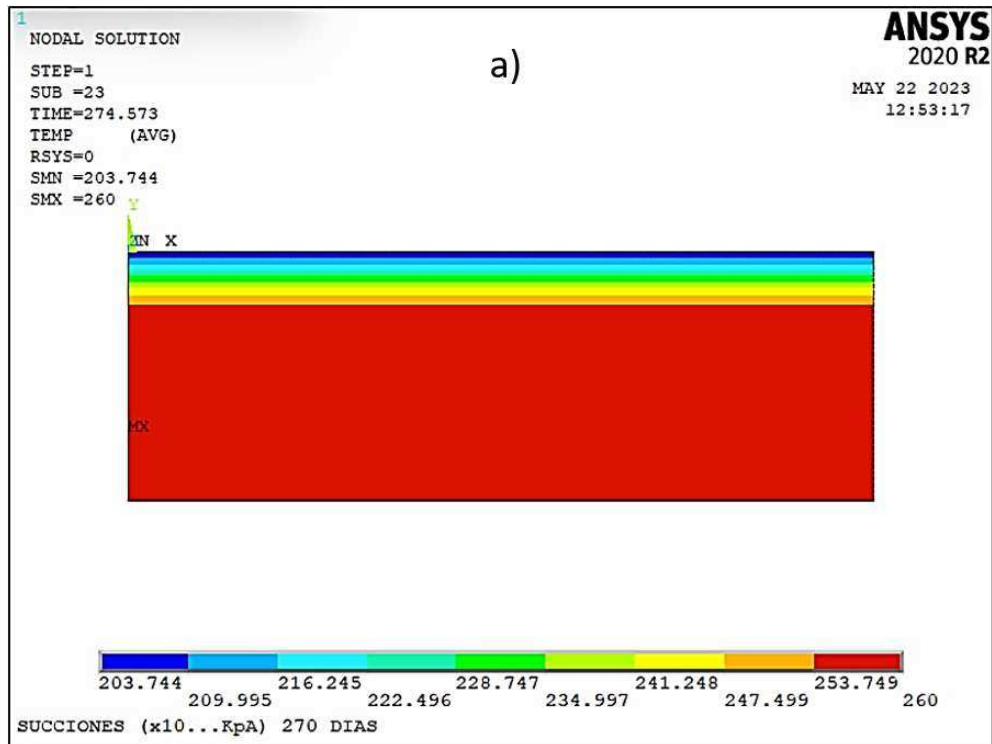 1
NODAL SOLUTION
STEP=1
SUB =23
TIME=274.573
TEMP (AVG)
RSYS=0
SMN =203.744
SMX =260
a)
ANSYS
2020 R2
MAY 22 2023
12:53:17
Y
X
MX
203.744 216.245 228.747 241.248 253.749
209.995 222.496 234.997 247.499 260
SUCCIONES (x10...KpA) 270 DIAS